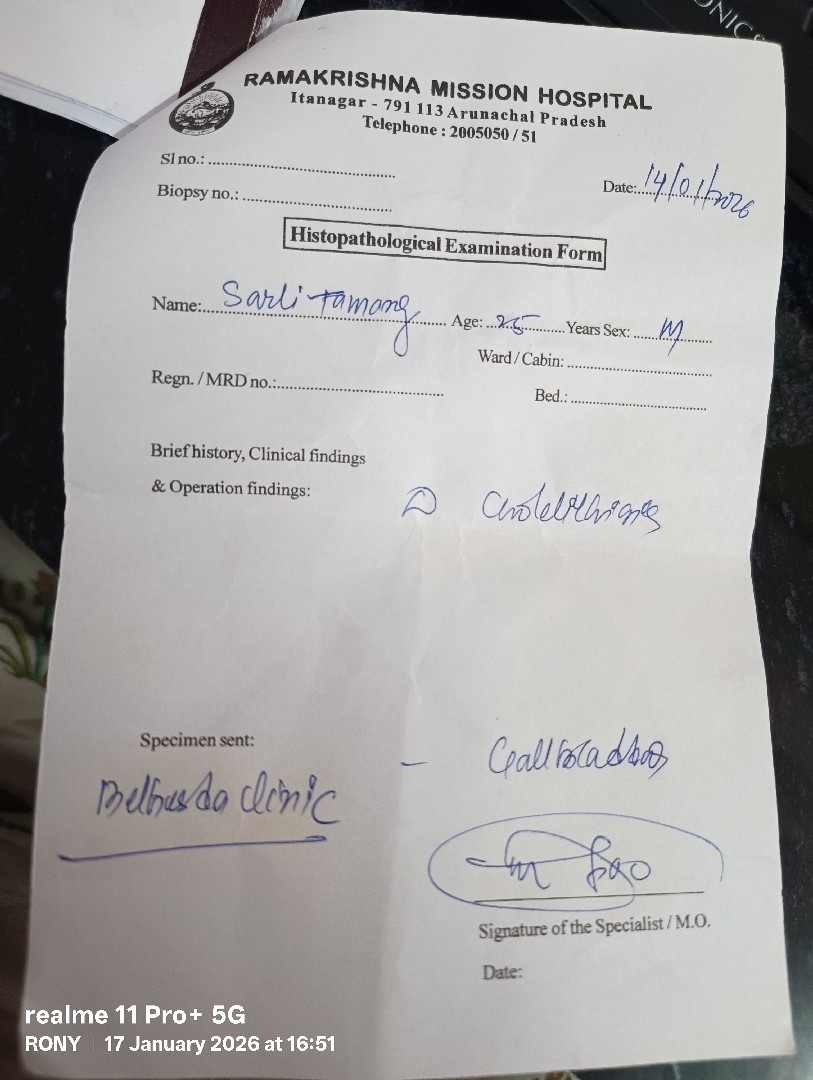 ONICS
RAMAKRISHNA MISSION HOSPITAL
Itanagar - 791 113 Arunachal Pradesh
Telephone : 2005050 / 51
Sl no.:
Date: 14/01/2026
Biopsy no.:
Histopathological Examination Form
Name: Sarli Tamang Age: 25 Years Sex: M
Ward / Cabin:
Regn. / MRD no.:
Bed.:
Brief history, Clinical findings
& Operation findings:
Specimen sent: - Gallbladder
Clinic
Signature of the Specialist / M.O.
Date:
realme 11 Pro+ 5G
RONY | 17 January 2026 at 16:51